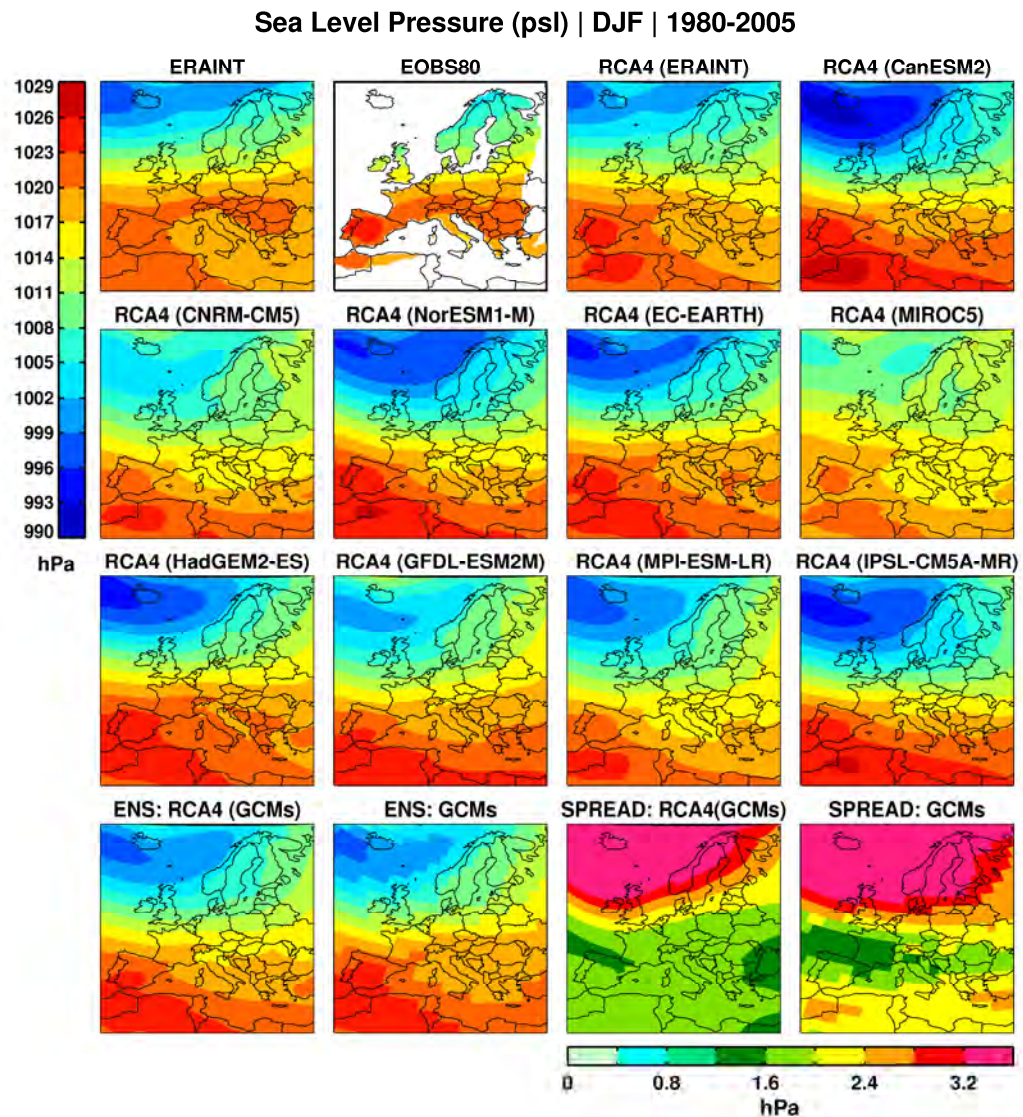 Sea Level Pressure (psl) | DJF | 1980-2005
ERAINT
EOBS80
RCA4 (ERAINT)
RCA4 (CanESM2)
1029
1026
1023
1020
1017
1014
1011
1008
1005
1002
999
996
993
990
hPa
RCA4 (CNRM-CM5)
RCA4 (NorESM1-M)
RCA4 (EC-EARTH)
RCA4 (MIROC5)
RCA4 (HadGEM2-ES)
RCA4 (GFDL-ESM2M)
RCA4 (MPI-ESM-LR)
RCA4 (IPSL-CM5A-MR)
ENS: RCA4 (GCMs)
ENS: GCMs
SPREAD: RCA4(GCMs)
SPREAD: GCMs
0 0.8 1.6 2.4 3.2
hPa